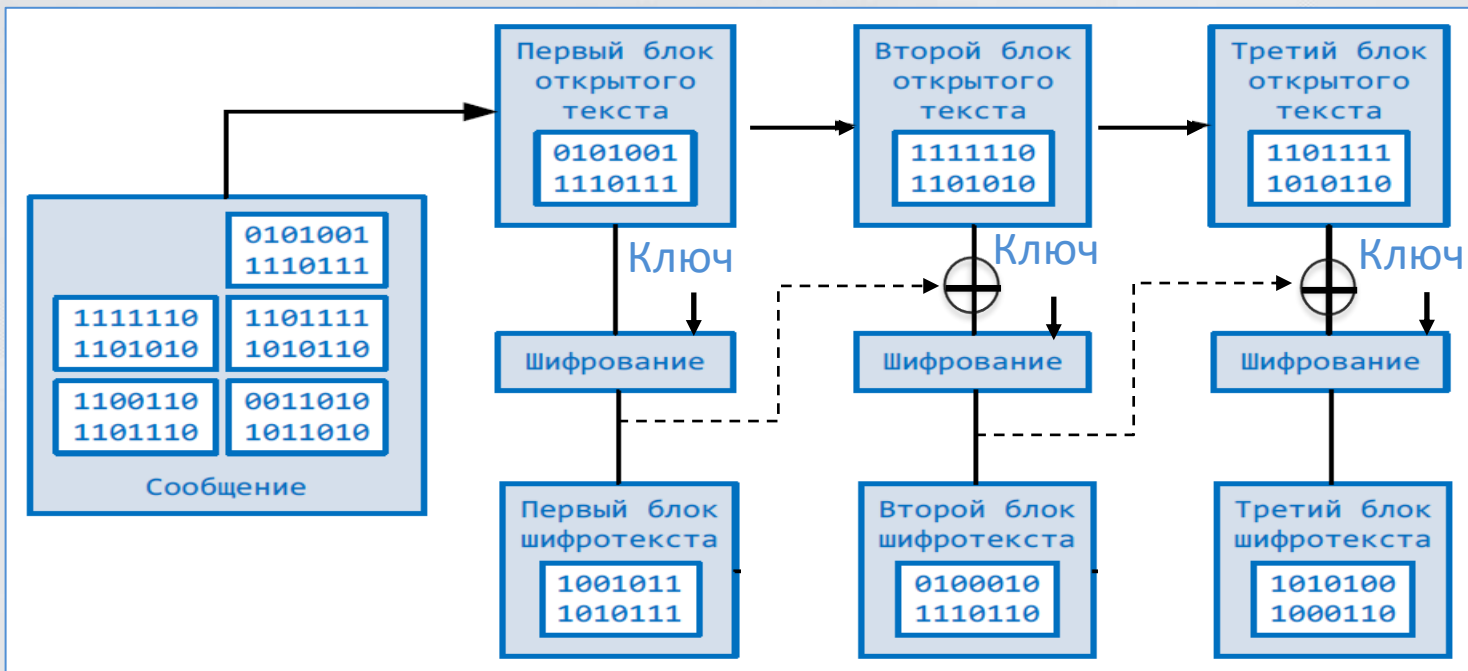 Первый блок
открытого
текста
0101001
1110111
Второй блок
открытого
текста
1111110
1101010
Третий блок
открытого
текста
1101111
1010110
0101001
1110111
1111110
1101010
1101111
1010110
1100110
1101110
0011010
1011010
Сообщение
Ключ
Ключ
Ключ
Шифрование
Шифрование
Шифрование
Первый блок
шифротекста
1001011
1010111
Второй блок
шифротекста
0100010
1110110
Третий блок
шифротекста
1010100
1000110